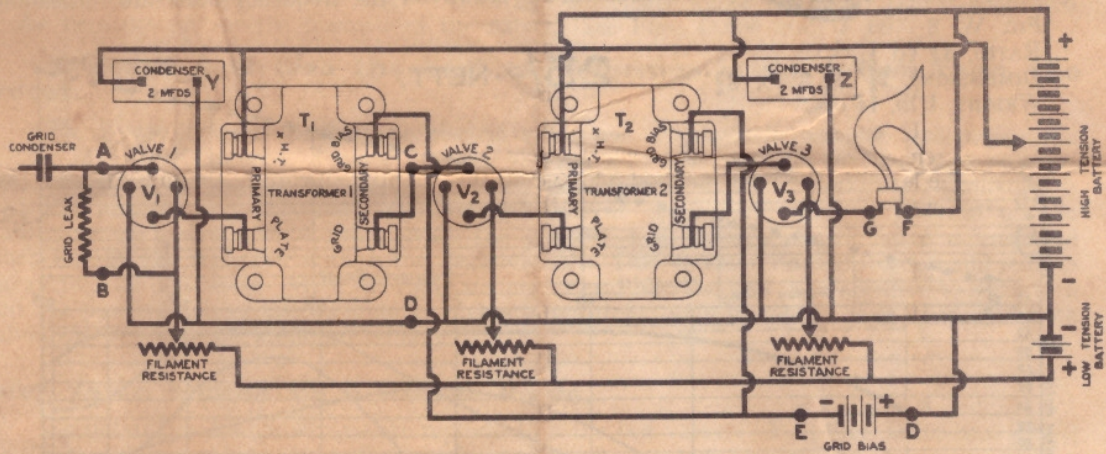 CONDENSER
Y
2 MFDS
GRID
CONDENSER
A
VALVE 1
V1
GRID LEAK
B
T1
+ H.T.
GRID BIAS
PRIMARY
TRANSFORMER 1
SECONDARY
PLATE
GRID
C
VALVE 2
V2
D
T2
+ H.T.
GRID BIAS
PRIMARY
TRANSFORMER 2
SECONDARY
PLATE
GRID
CONDENSER
Z
2 MFDS
VALVE 3
V3
G
F
+
HIGH TENSION
BATTERY
-
-
LOW TENSION
BATTERY
+
FILAMENT
RESISTANCE
FILAMENT
RESISTANCE
FILAMENT
RESISTANCE
- +
E
D
GRID BIAS